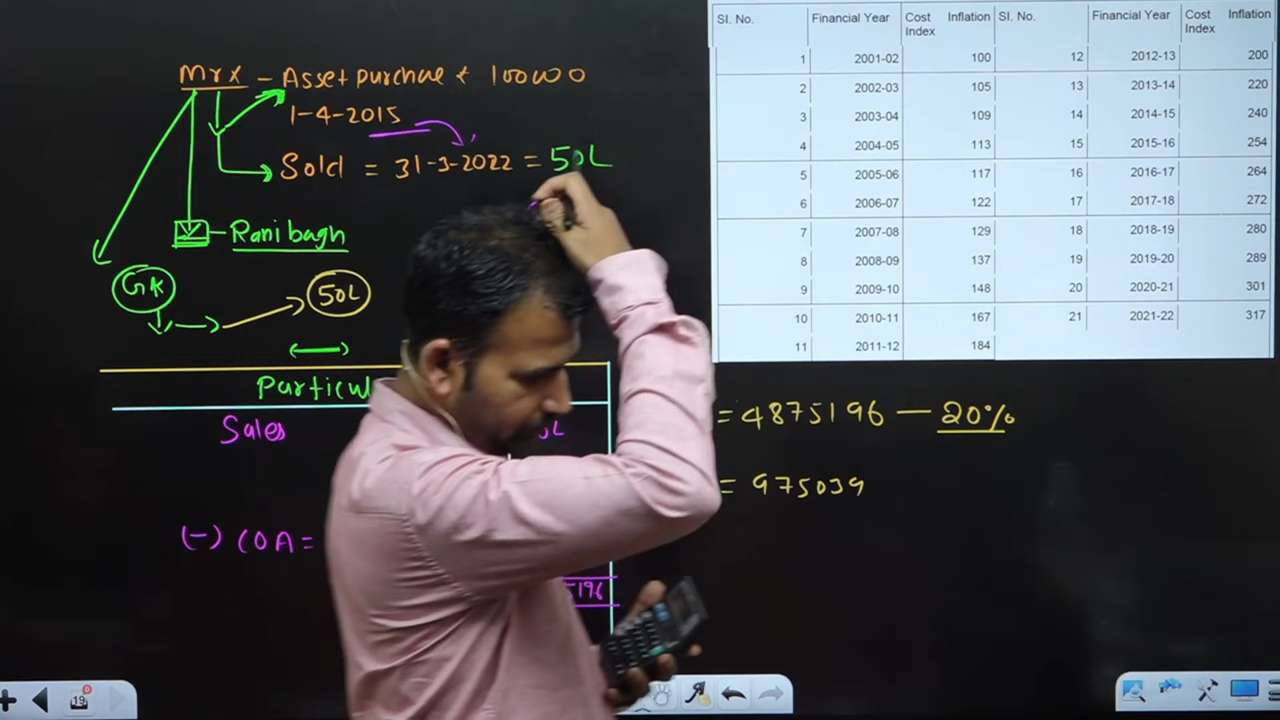 Mr X - Asset purchase ₹ 100000
1-4-2015
Sold = 31-3-2022 = 50L
Rani bagh
50L
Sales
(-) COA =
5196
= 4875196 — 20%
= 975039
SI. No. Financial Year Cost Inflation Index SI. No. Financial Year Cost Inflation Index
1 2001-02 100 12 2012-13 200
2 2002-03 105 13 2013-14 220
3 2003-04 109 14 2014-15 240
4 2004-05 113 15 2015-16 254
5 2005-06 117 16 2016-17 264
6 2006-07 122 17 2017-18 272
7 2007-08 129 18 2018-19 280
8 2008-09 137 19 2019-20 289
9 2009-10 148 20 2020-21 301
10 2010-11 167 21 2021-22 317
11 2011-12 184
19